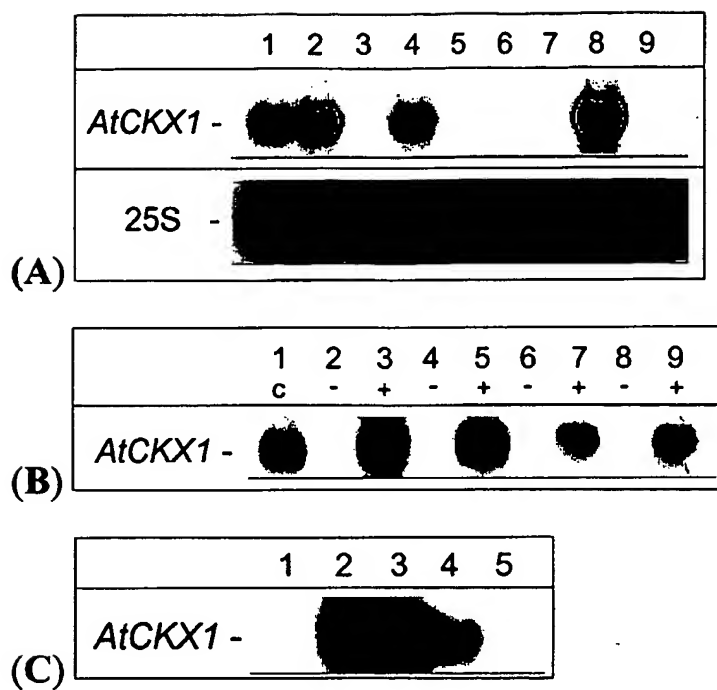 1 2 3 4 5 6 7 8 9
AtCKX1 -
25S -
(A)
1 2 3 4 5 6 7 8 9
c - + - + - + - +
AtCKX1 -
(B)
1 2 3 4 5
AtCKX1 -
(C)